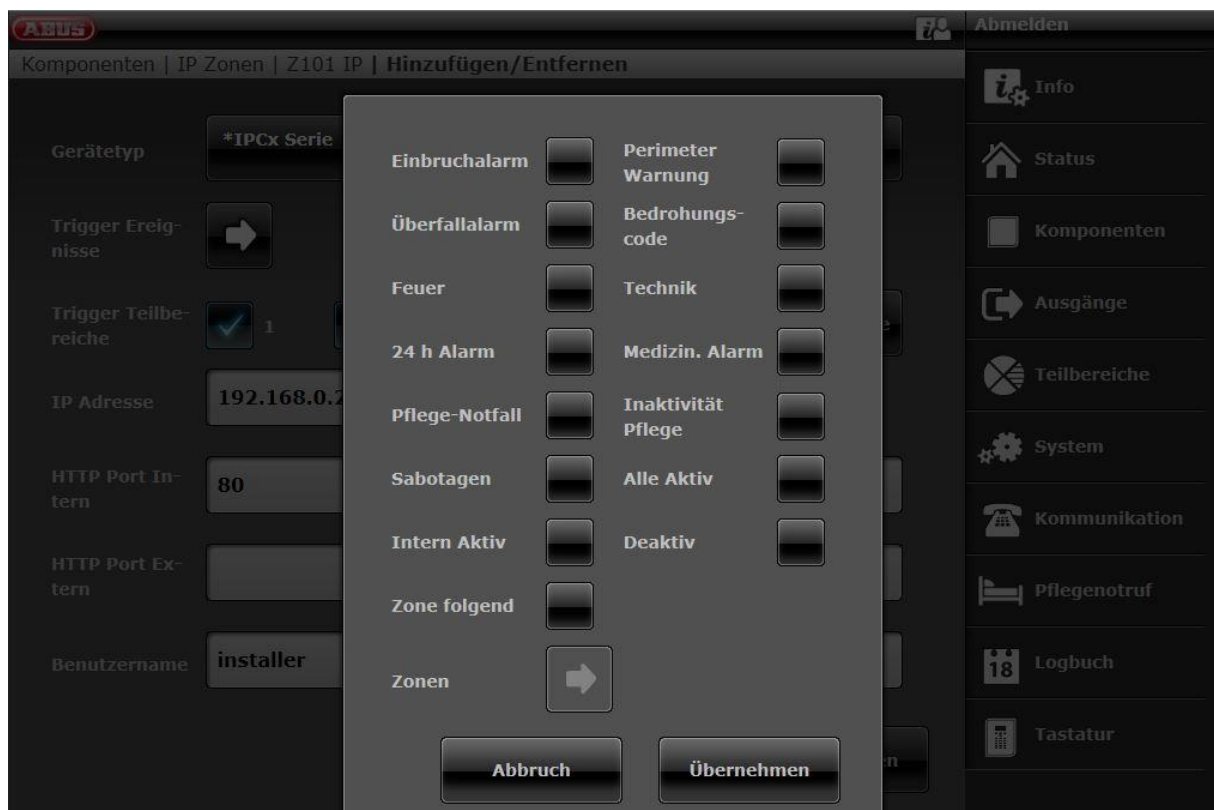 ABUS
Abmelden
Komponenten | IP Zonen | Z101 IP | Hinzufügen/Entfernen
Gerätetyp
*IPCx Serie
Trigger Ereig-
nisse
Trigger Teilbe-
reiche
1
IP Adresse
192.168.0.2
HTTP Port In-
tern
80
HTTP Port Ex-
tern
Benutzername
installer
Einbruchalarm
Perimeter
Warnung
Überfallalarm
Bedrohungs-
code
Feuer
Technik
24 h Alarm
Medizin. Alarm
Pflege-Notfall
Inaktivität
Pflege
Sabotagen
Alle Aktiv
Intern Aktiv
Deaktiv
Zone folgend
Zonen
Abbruch
Übernehmen
Info
Status
Komponenten
Ausgänge
Teilbereiche
System
Kommunikation
Pflegenotruf
18
Logbuch
Tastatur